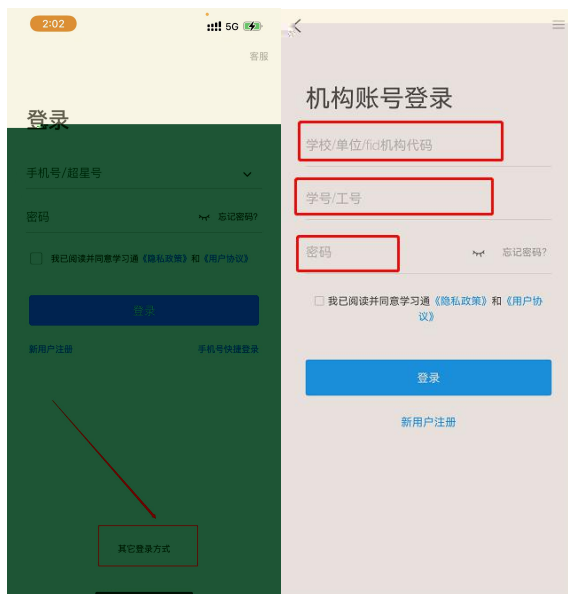 2:02
5G
客服
登录
手机号/超星号
密码
忘记密码?
我已阅读并同意学习通《隐私政策》和《用户协议》
登录
新用户注册
手机号快捷登录
其它登录方式
机构账号登录
学校/单位/fid机构代码
学号/工号
密码
忘记密码?
我已阅读并同意学习通《隐私政策》和《用户协
议》
登录
新用户注册